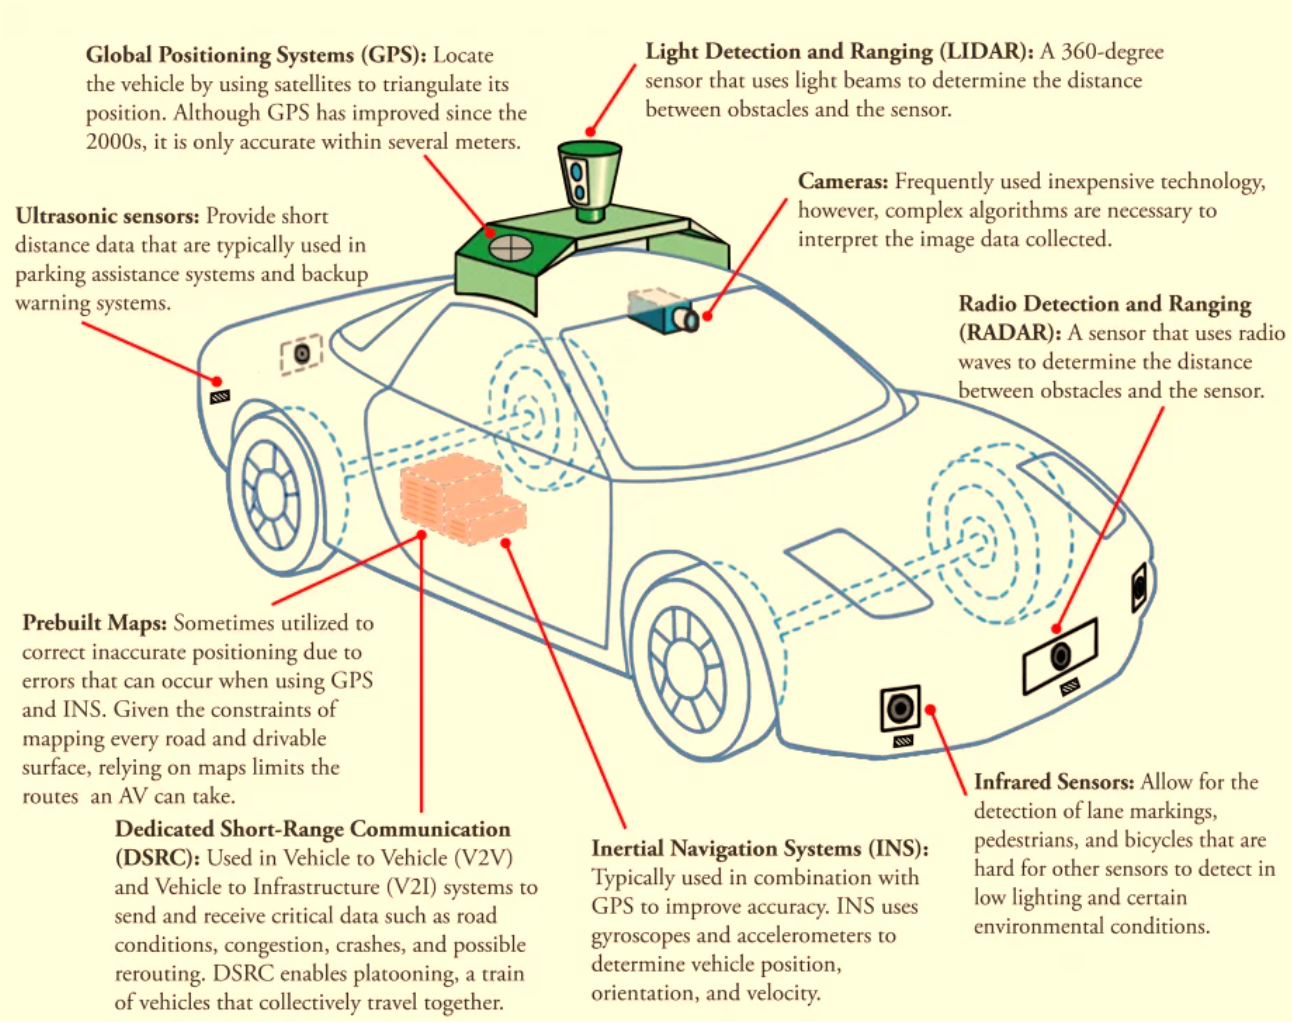 Global Positioning Systems (GPS): Locate
the vehicle by using satellites to triangulate its
position. Although GPS has improved since the
2000s, it is only accurate within several meters.
Light Detection and Ranging (LIDAR): A 360-degree
sensor that uses light beams to determine the distance
between obstacles and the sensor.
Cameras: Frequently used inexpensive technology,
however, complex algorithms are necessary to
interpret the image data collected.
Ultrasonic sensors: Provide short
distance data that are typically used in
parking assistance systems and backup
warning systems.
Radio Detection and Ranging
(RADAR): A sensor that uses radio
waves to determine the distance
between obstacles and the sensor.
Prebuilt Maps: Sometimes utilized to
correct inaccurate positioning due to
errors that can occur when using GPS
and INS. Given the constraints of
mapping every road and drivable
surface, relying on maps limits the
routes an AV can take.
Dedicated Short-Range Communication
(DSRC): Used in Vehicle to Vehicle (V2V)
and Vehicle to Infrastructure (V2I) systems to
send and receive critical data such as road
conditions, congestion, crashes, and possible
rerouting. DSRC enables platooning, a train
of vehicles that collectively travel together.
Inertial Navigation Systems (INS):
Typically used in combination with
GPS to improve accuracy. INS uses
gyroscopes and accelerometers to
determine vehicle position,
orientation, and velocity.
Infrared Sensors: Allow for the
detection of lane markings,
pedestrians, and bicycles that are
hard for other sensors to detect in
low lighting and certain
environmental conditions.